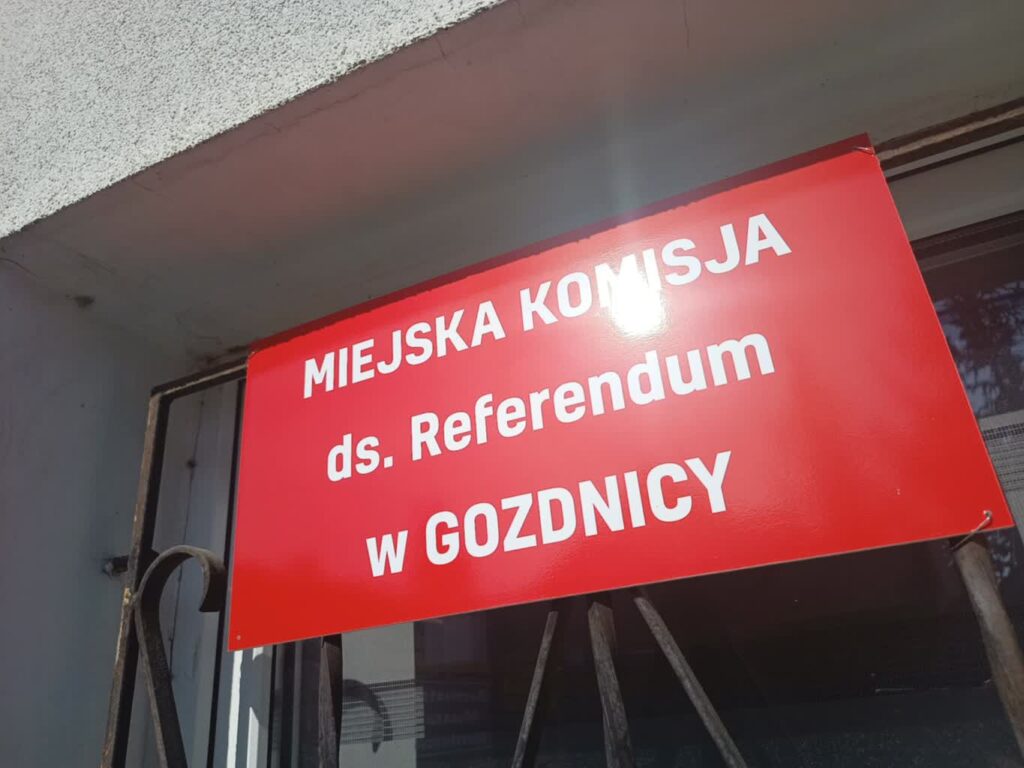 MIEJSKA KOMISJA
ds. Referendum
w GOZDNICY